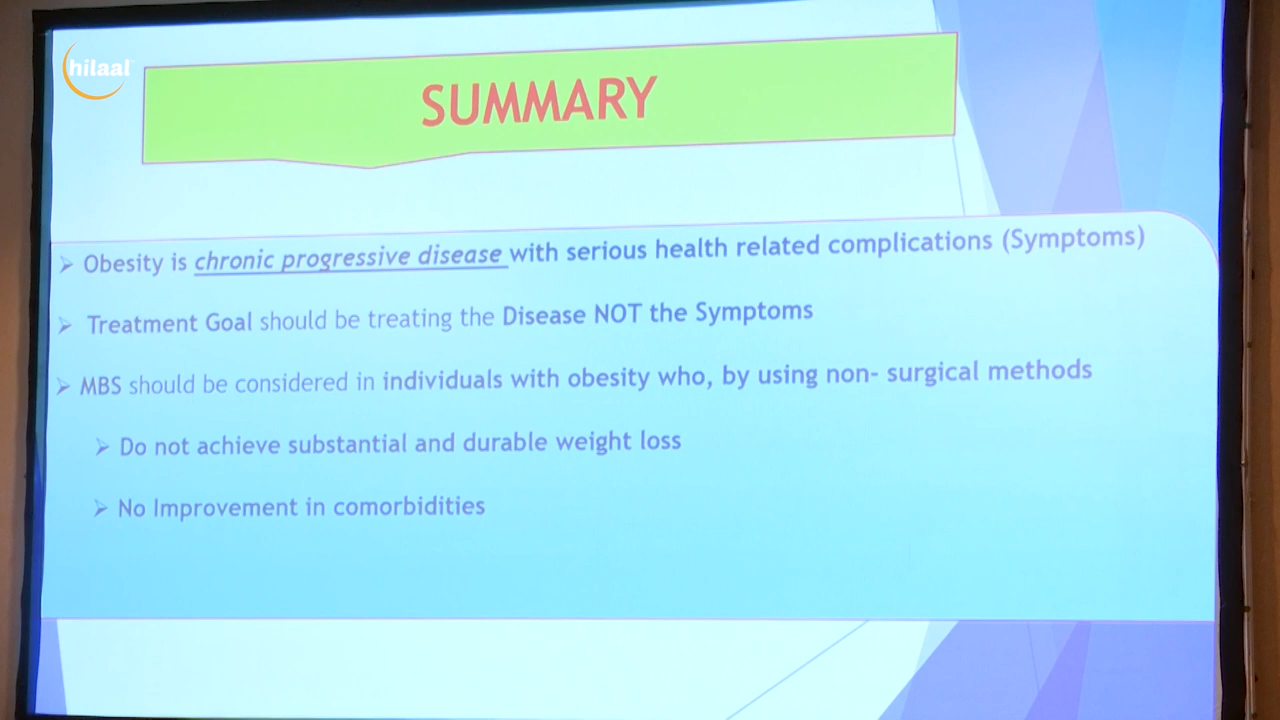 hilaal
SUMMARY
➢ Obesity is chronic progressive disease with serious health related complications (Symptoms)
➢ Treatment Goal should be treating the Disease NOT the Symptoms
➢ MBS should be considered in individuals with obesity who, by using non- surgical methods
➢ Do not achieve substantial and durable weight loss
➢ No Improvement in comorbidities